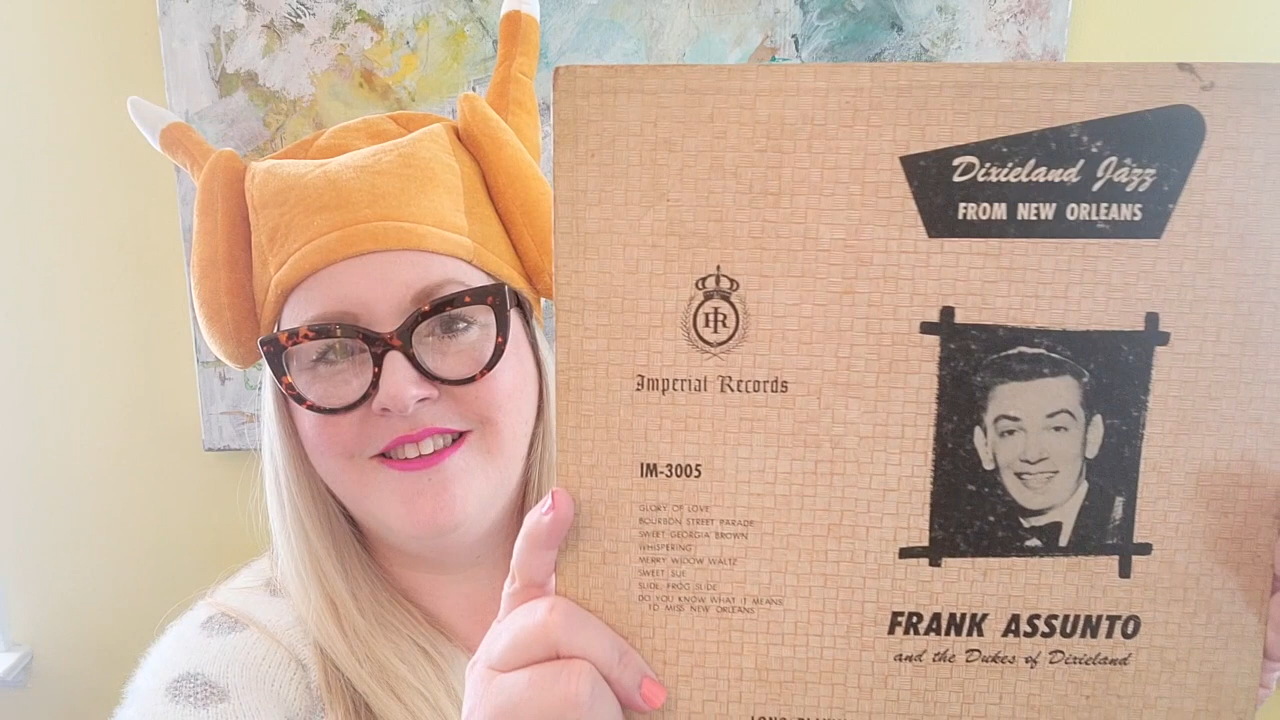 Dixieland Jazz
FROM NEW ORLEANS
IR
Imperial Records
IM-3005
GLORY OF LOVE
BOURBON STREET PARADE
SWEET GEORGIA BROWN
WHISPERING
MERRY WIDOW WALTZ
SWEET SUE
SLIDE, FROG SLIDE
DO YOU KNOW WHAT IT MEANS
TO MISS NEW ORLEANS
FRANK ASSUNTO
and the Dukes of Dixieland